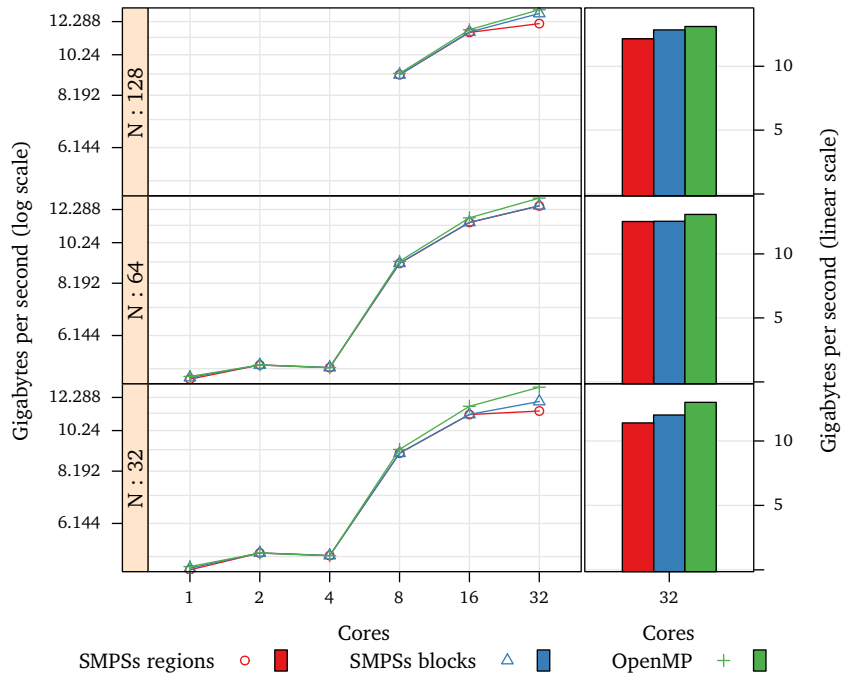 Gigabytes per second (log scale)
N : 128
12.288
10.24
8.192
6.144
10
5
N : 64
12.288
10.24
8.192
6.144
10
5
N : 32
12.288
10.24
8.192
6.144
10
5
Gigabytes per second (linear scale)
1 2 4 8 16 32 32
Cores Cores
SMPSs regions SMPSs blocks OpenMP